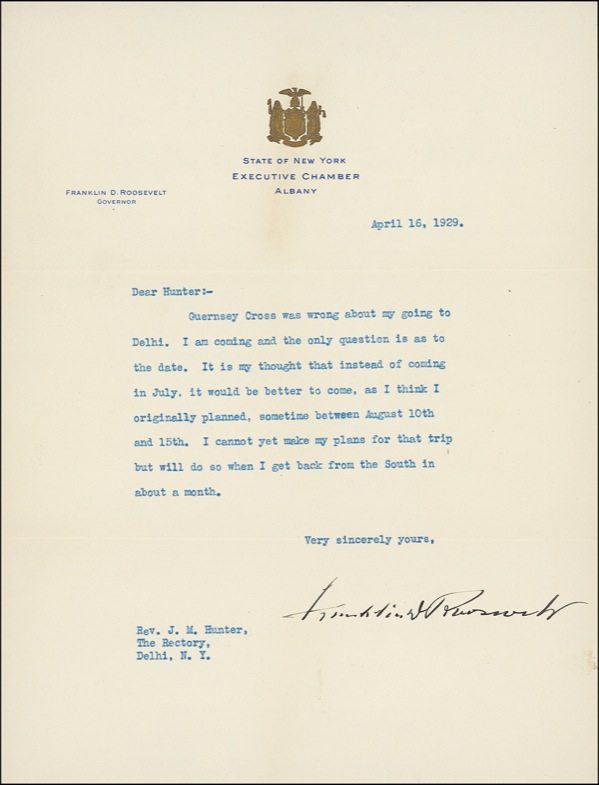 STATE OF NEW YORK
EXECUTIVE CHAMBER
ALBANY
FRANKLIN D. ROOSEVELT
GOVERNOR
April 16, 1929.
Dear Hunter:-
Guernsey Cross was wrong about my going to
Delhi. I am coming and the only question is as to
the date. It is my thought that instead of coming
in July, it would be better to come, as I think I
originally planned, sometime between August 10th
and 15th. I cannot yet make my plans for that trip
but will do so when I get back from the South in
about a month.
Very sincerely yours,
Franklin D Roosevelt
Rev. J. M. Hunter,
The Rectory,
Delhi, N. Y.